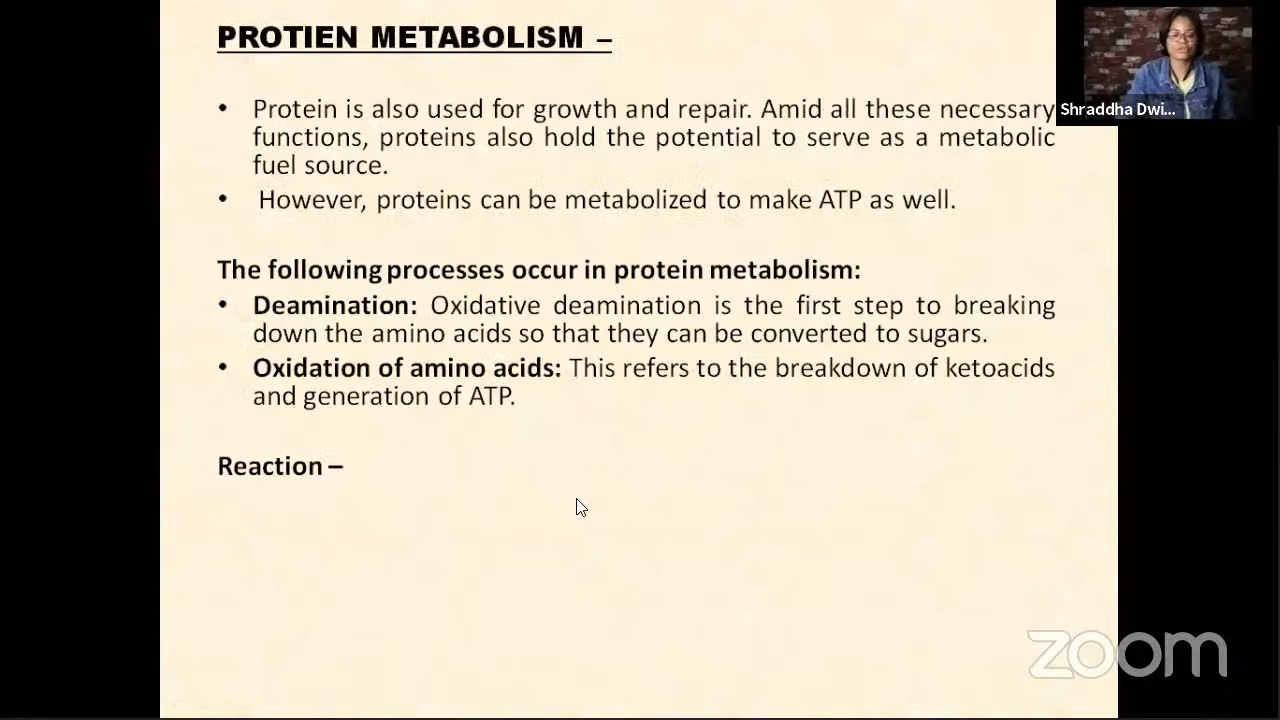 PROTIEN METABOLISM –
Shraddha Dwi...
• Protein is also used for growth and repair. Amid all these necessary
functions, proteins also hold the potential to serve as a metabolic
fuel source.
• However, proteins can be metabolized to make ATP as well.
The following processes occur in protein metabolism:
• Deamination: Oxidative deamination is the first step to breaking
down the amino acids so that they can be converted to sugars.
• Oxidation of amino acids: This refers to the breakdown of ketoacids
and generation of ATP.
Reaction –
zoom